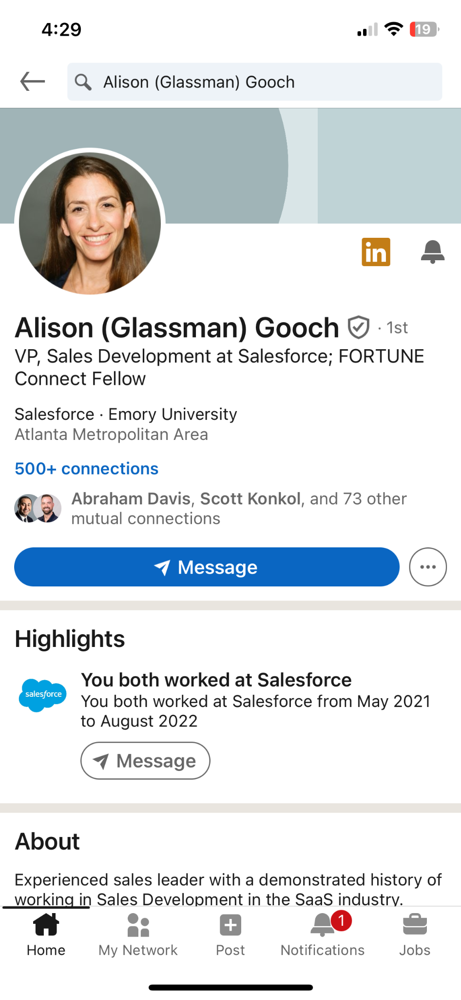 4:29
19
Alison (Glassman) Gooch
in
Alison (Glassman) Gooch · 1st
VP, Sales Development at Salesforce; FORTUNE
Connect Fellow
Salesforce · Emory University
Atlanta Metropolitan Area
500+ connections
Abraham Davis, Scott Konkol, and 73 other
mutual connections
Message
Highlights
salesforce
You both worked at Salesforce
You both worked at Salesforce from May 2021
to August 2022
Message
About
Experienced sales leader with a demonstrated history of
working in Sales Development in the SaaS industry.
1
Home My Network Post Notifications Jobs